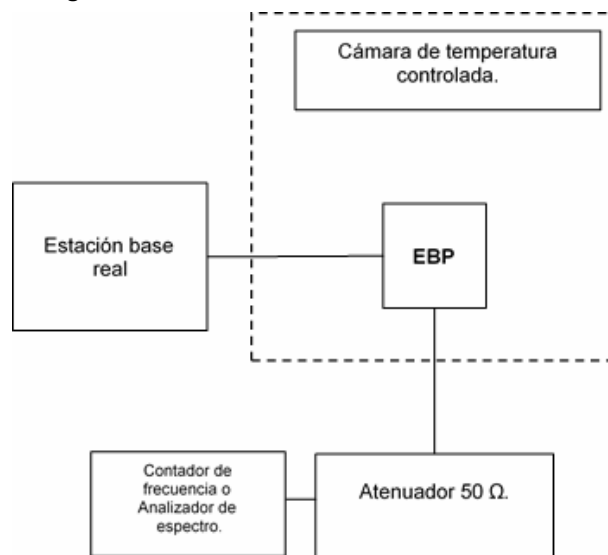 Cámara de temperatura
controlada.
Estación base
real
EBP
Contador de
frecuencia o
Analizador de
espectro.
Atenuador 50 Ω.